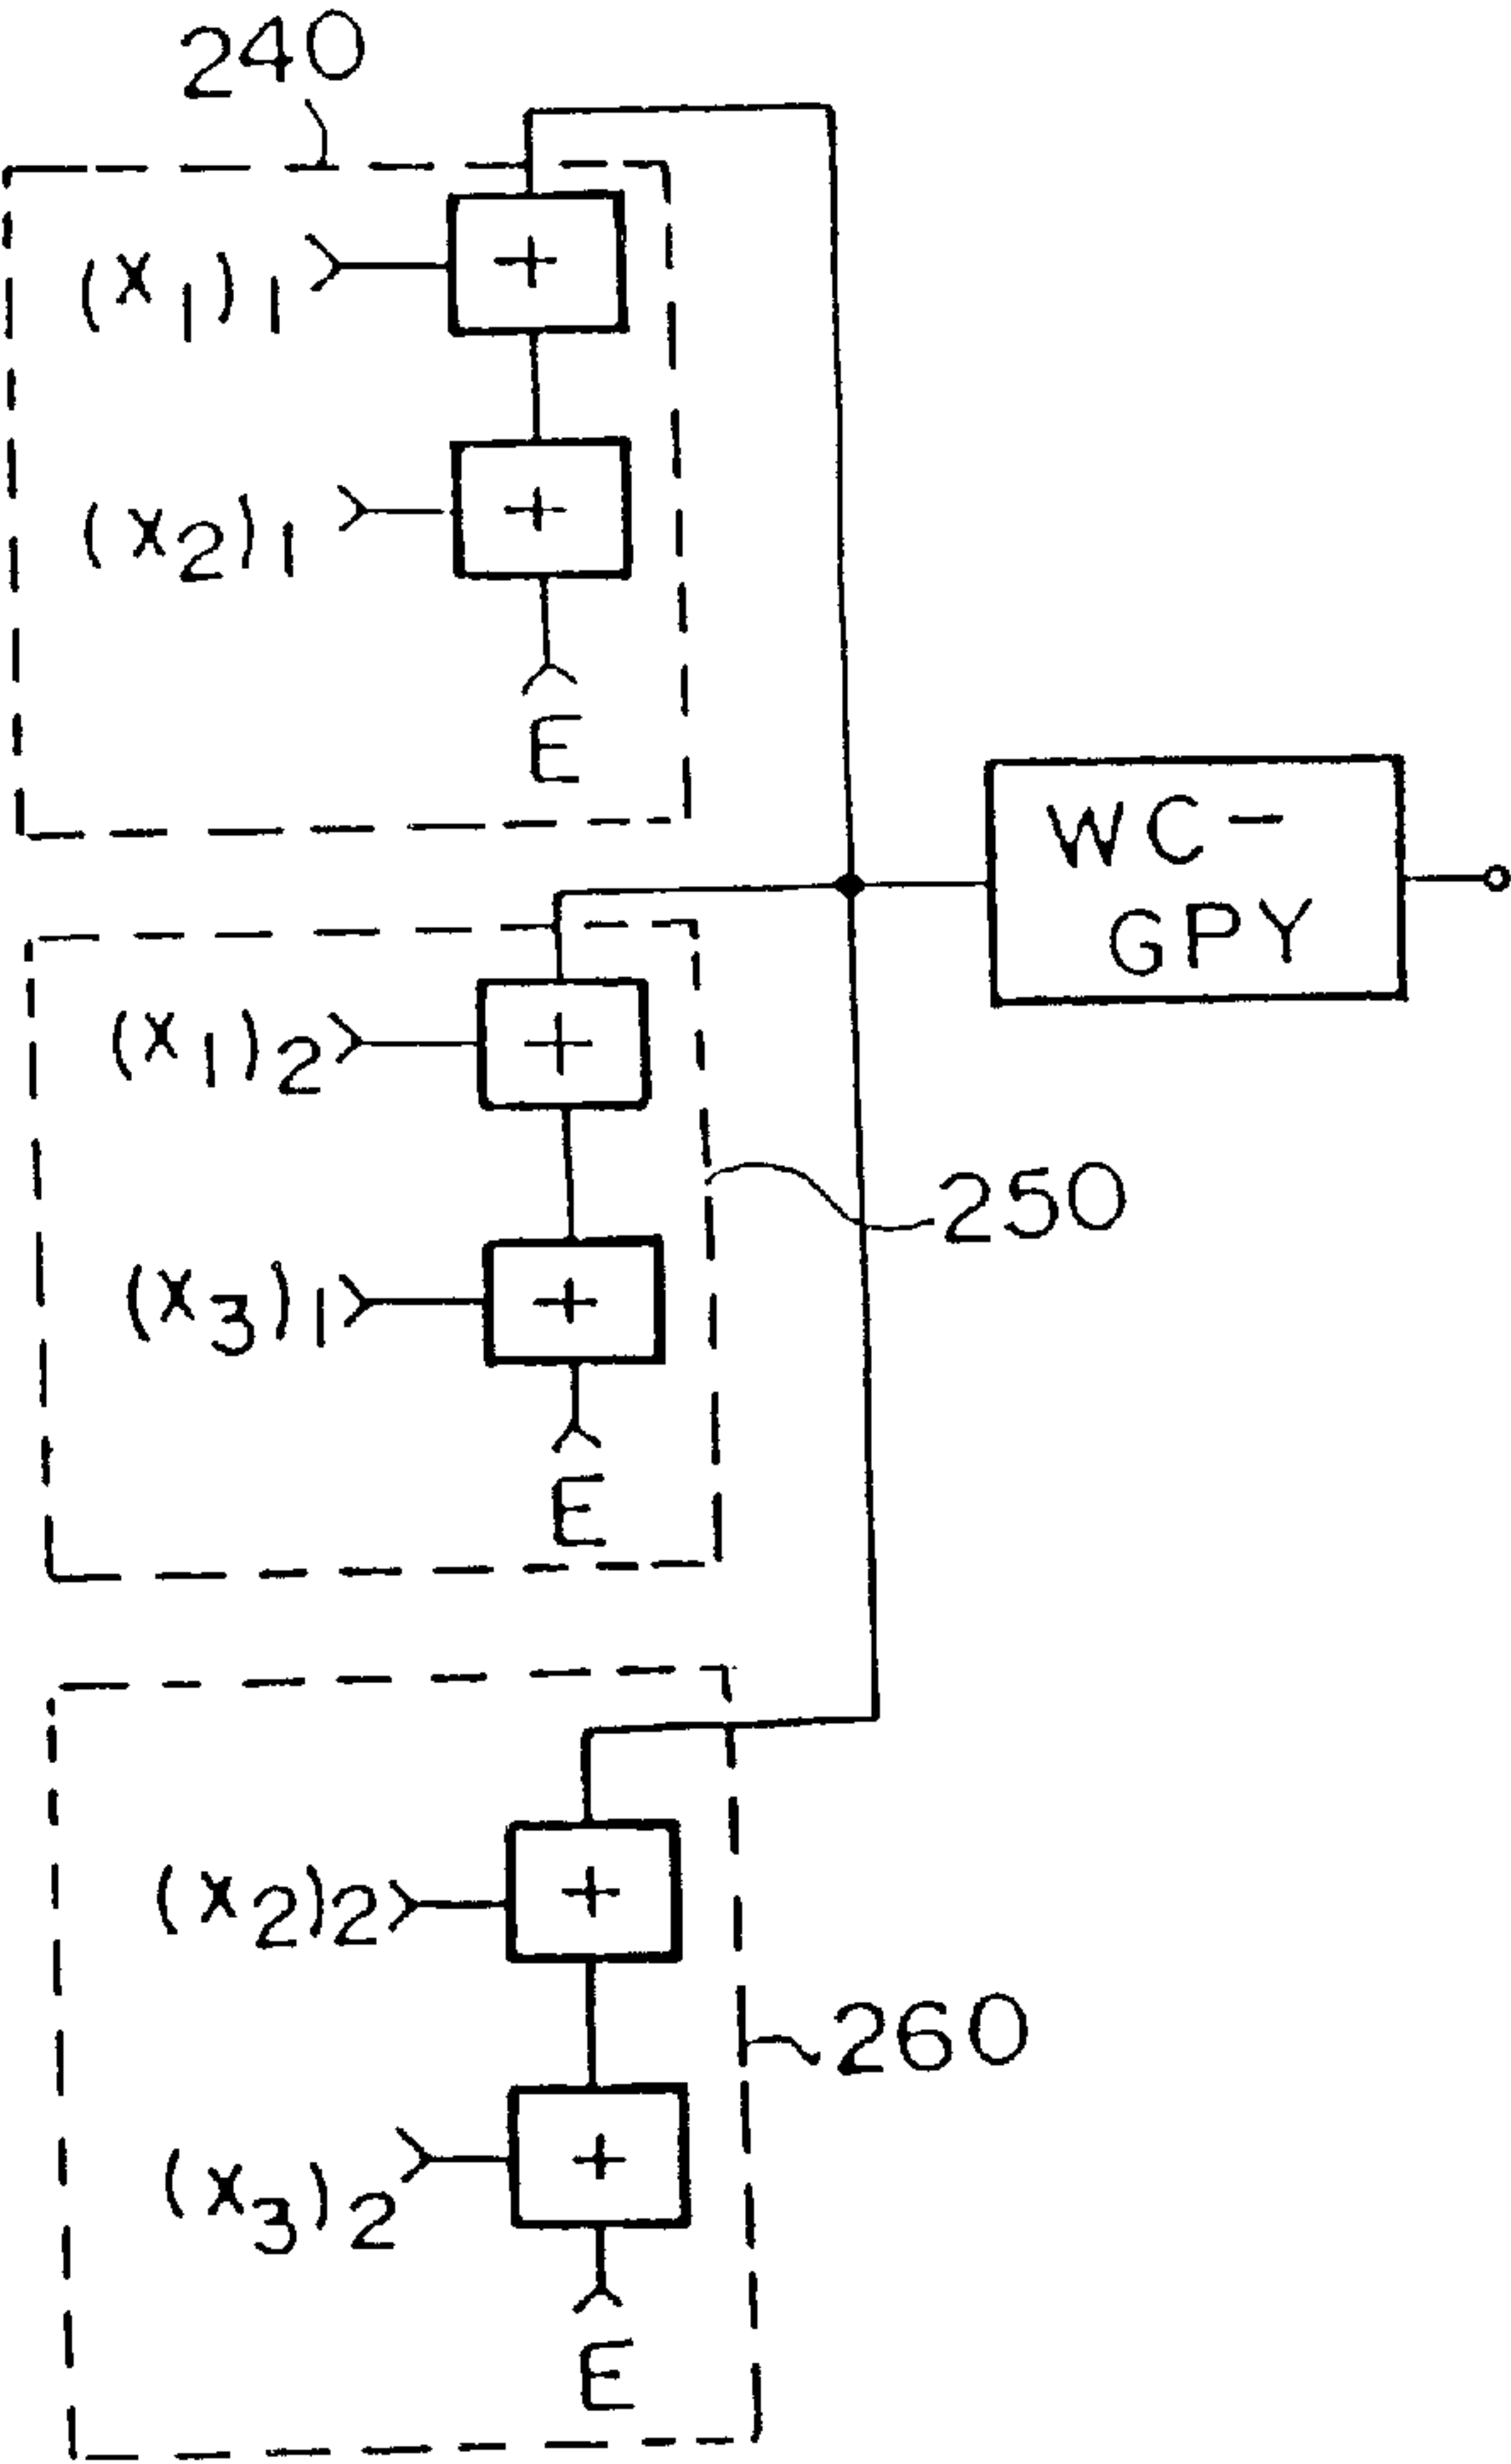 240
(x₁)₁
+
(x₂)₁
+
E
WC-
GPY
(x₁)₂
+
250
(x₃)₁
+
E
(x₂)₂
+
260
(x₃)₂
+
E